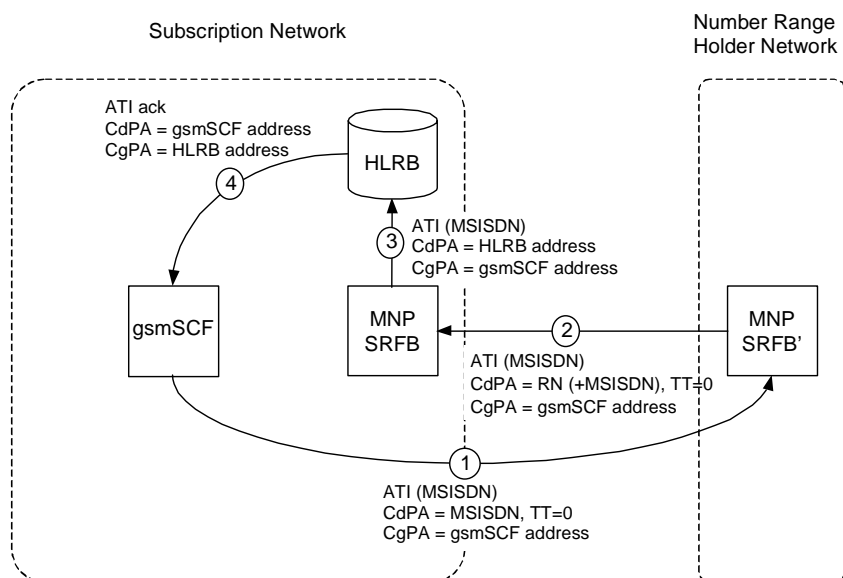 Subscription Network
Number Range
Holder Network
ATI ack
CdPA = gsmSCF address
CgPA = HLRB address
HLRB
4
ATI (MSISDN)
CdPA = HLRB address
CgPA = gsmSCF address
3
gsmSCF
MNP
SRFB
2
MNP
SRFB'
ATI (MSISDN)
CdPA = RN (+MSISDN), TT=0
CgPA = gsmSCF address
1
ATI (MSISDN)
CdPA = MSISDN, TT=0
CgPA = gsmSCF address